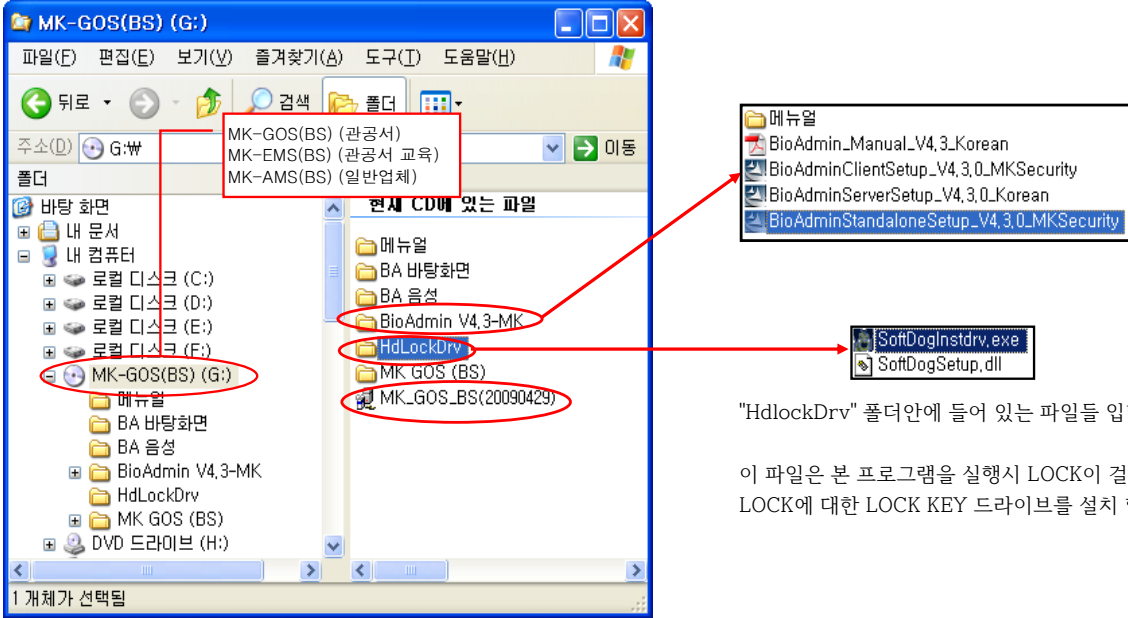 MK-GOS(BS) (G:)
파일(F) 편집(E) 보기(V) 즐겨찾기(A) 도구(T) 도움말(H)
뒤로 검색 폴더
주소(D) G:₩ 이동
MK-GOS(BS) (관공서)
MK-EMS(BS) (관공서 교육)
MK-AMS(BS) (일반업체)
폴더
바탕 화면
내 문서
내 컴퓨터
로컬 디스크 (C:)
로컬 디스크 (D:)
로컬 디스크 (E:)
로컬 디스크 (F:)
MK-GOS(BS) (G:)
메뉴얼
BA 바탕화면
BA 음성
BioAdmin V4,3-MK
HdLockDrv
MK GOS (BS)
DVD 드라이브 (H:)
현재 CD에 있는 파일
메뉴얼
BA 바탕화면
BA 음성
BioAdmin V4,3-MK
HdLockDrv
MK GOS (BS)
MK_GOS_BS(20090429)
1 개체가 선택됨
메뉴얼
BioAdmin_Manual_V4,3_Korean
BioAdminClientSetup_V4,3,0_MKSecurity
BioAdminServerSetup_V4,3,0_Korean
BioAdminStandaloneSetup_V4,3,0_MKSecurity
SoftDogInstdrv,exe
SoftDogSetup,dll
"HdlockDrv" 폴더안에 들어 있는 파일들 입
이 파일은 본 프로그램을 실행시 LOCK이 걸
LOCK에 대한 LOCK KEY 드라이브를 설치